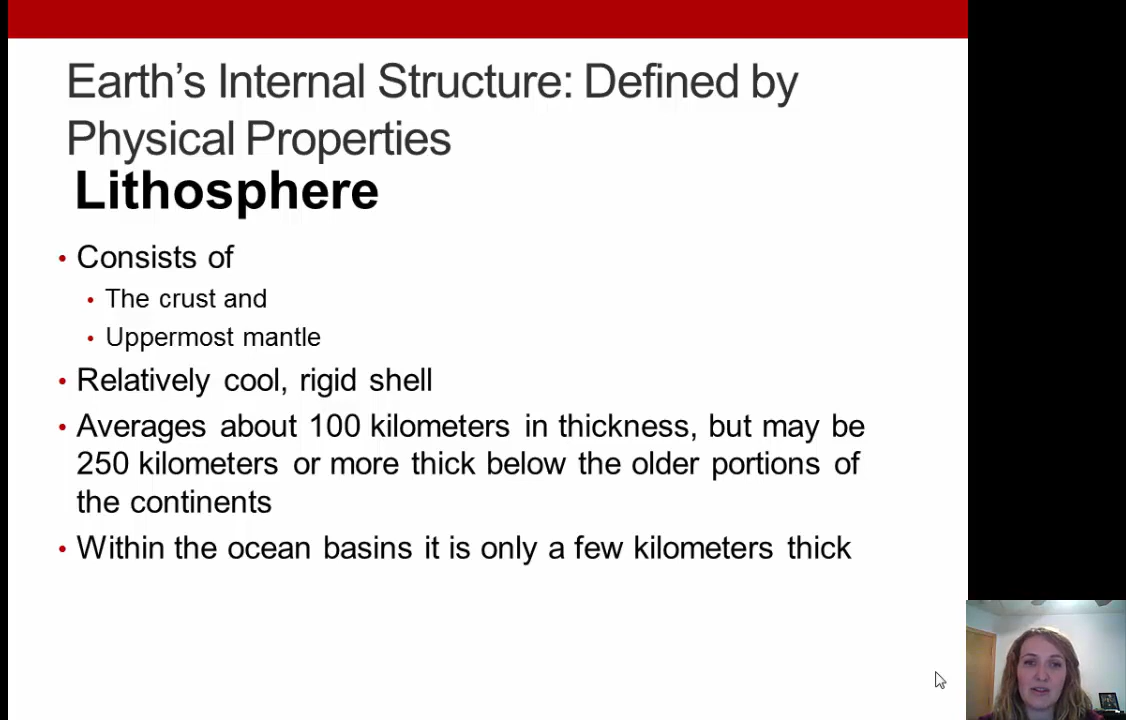 Earth's Internal Structure: Defined by
Physical Properties
Lithosphere
• Consists of
• The crust and
• Uppermost mantle
• Relatively cool, rigid shell
• Averages about 100 kilometers in thickness, but may be
250 kilometers or more thick below the older portions of
the continents
• Within the ocean basins it is only a few kilometers thick